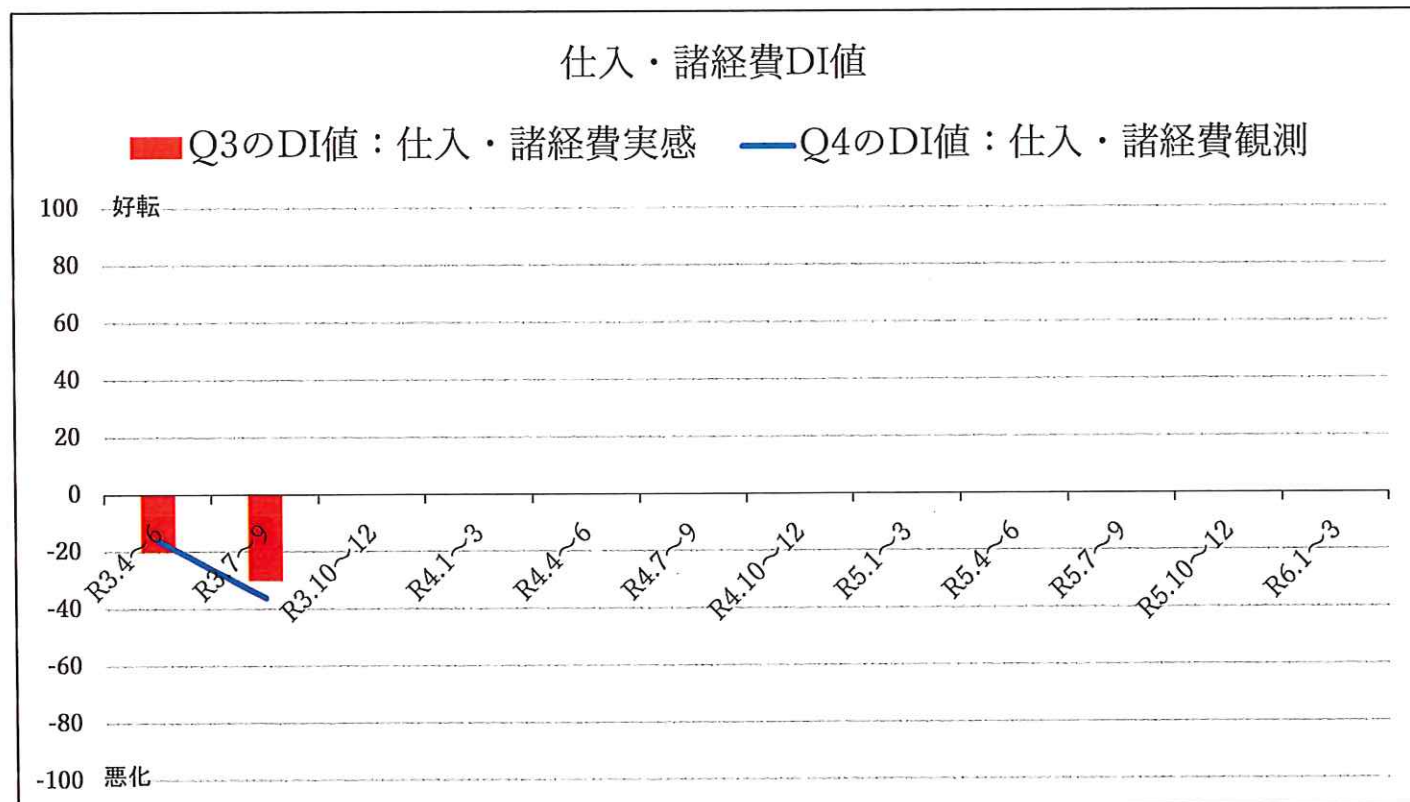 仕入・諸経費DI値
Q3のDI値：仕入・諸経費実感 Q4のDI値：仕入・諸経費観測
100 好転
80
60
40
20
0
-20
-40
-60
-80
-100 悪化
R3.4～6
R3.7～9
R3.10～12
R4.1～3
R4.4～6
R4.7～9
R4.10～12
R5.1～3
R5.4～6
R5.7～9
R5.10～12
R6.1～3